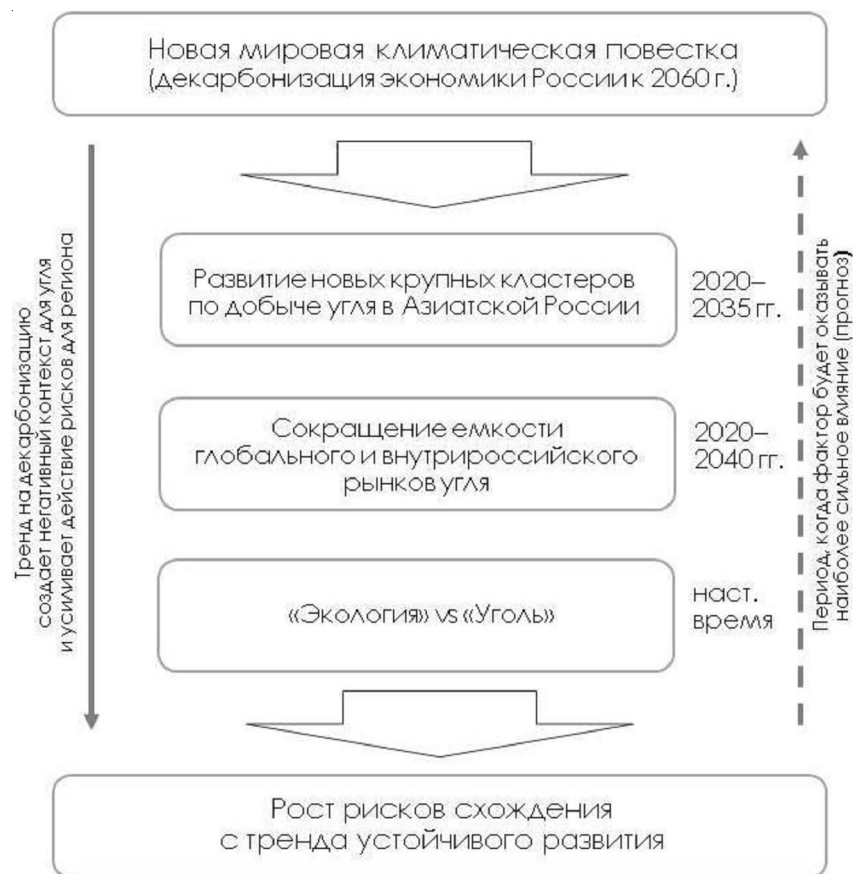 Новая мировая климатическая повестка
(декарбонизация экономики России к 2060 г.)
Тренд на декарбонизацию
создает негативный контекст для угля
и усиливает действие рисков для региона
Развитие новых крупных кластеров
по добыче угля в Азиатской России
2020–
2035 гг.
Сокращение емкости
глобального и внутрироссийского
рынков угля
2020–
2040 гг.
«Экология» vs «Уголь»
наст.
время
Период, когда фактор будет оказывать
наиболее сильное влияние (прогноз)
Рост рисков схождения
с тренда устойчивого развития